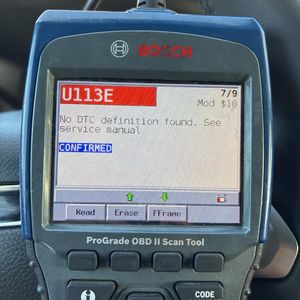 BOSCH
U113E
7/9
Mod $10
No DTC definition found. See
service manual
CONFIRMED
Read Erase FFrame
ProGrade OBD II Scan Tool
CODE